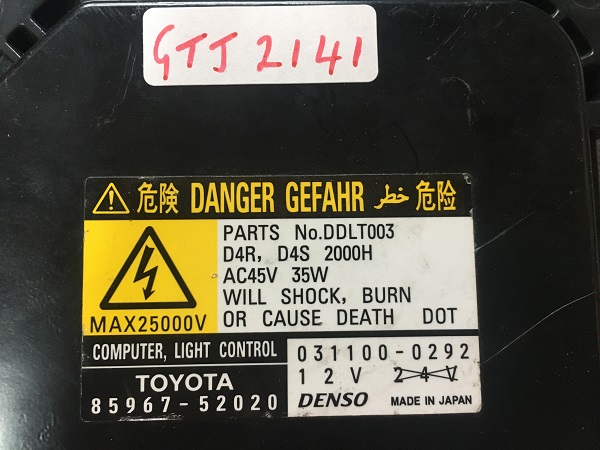 GTJ 2141
危険 DANGER GEFAHR خطر 危险
PARTS No.DDLT003
D4R, D4S 2000H
AC45V 35W
WILL SHOCK, BURN
OR CAUSE DEATH DOT
MAX25000V
COMPUTER, LIGHT CONTROL
TOYOTA
85967-52020
031100-0292
12V 24V
DENSO MADE IN JAPAN